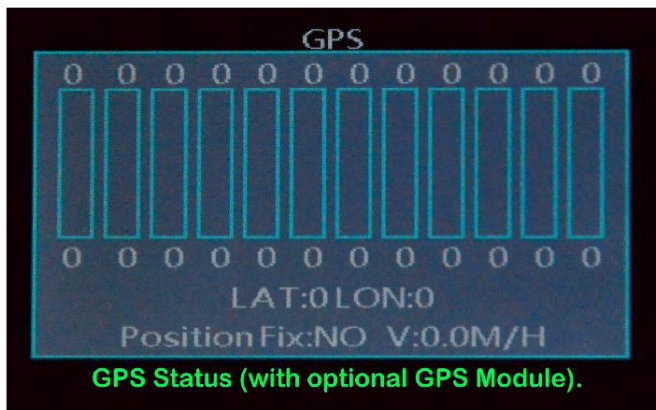 GPS
0 0 0 0 0 0 0 0 0 0 0 0
0 0 0 0 0 0 0 0 0 0 0 0
LAT:0 LON:0
Position Fix:NO V:0.0M/H
GPS Status (with optional GPS Module).